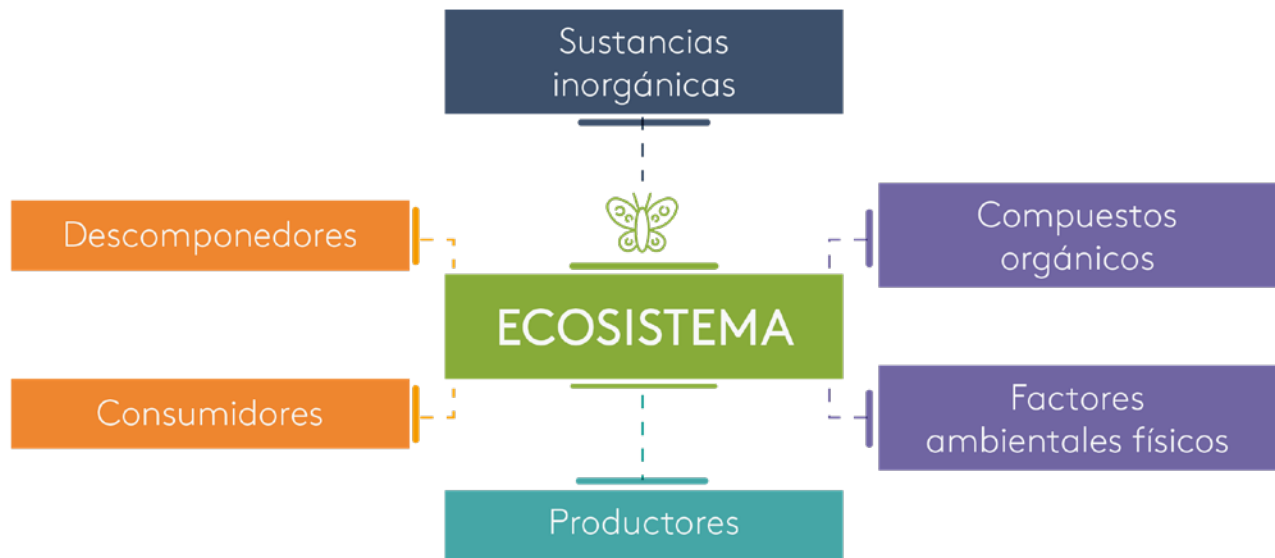 Sustancias
inorgánicas
Descomponedores
Compuestos
orgánicos
ECOSISTEMA
Consumidores
Factores
ambientales físicos
Productores